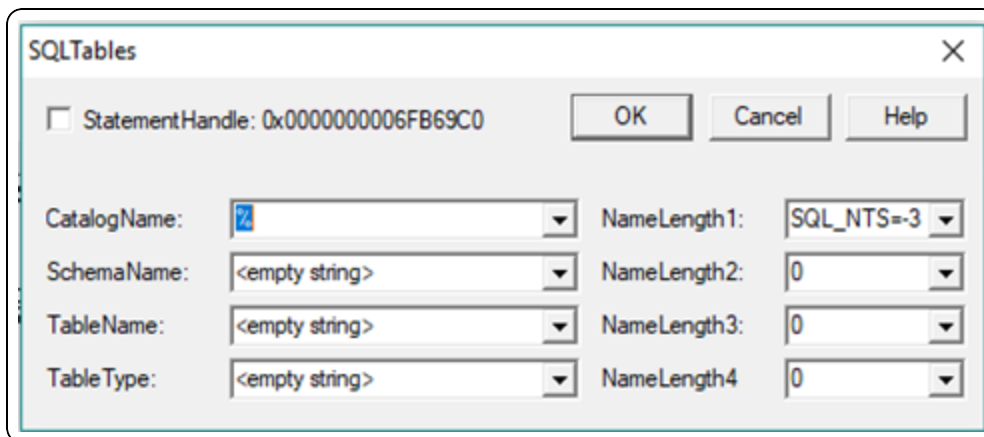 SQLTables
StatementHandle: 0x0000000006FB69C0 OK Cancel Help
CatalogName: % NameLength1: SQL_NTS=-3
SchemaName: <empty string> NameLength2: 0
TableName: <empty string> NameLength3: 0
TableType: <empty string> NameLength4 0